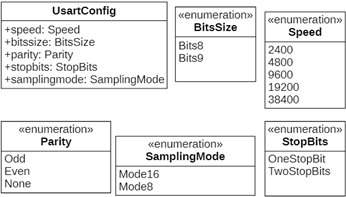 UsartConfig
+speed: Speed
+bitssize: BitsSize
+parity: Parity
+stopbits: StopBits
+samplingmode: SamplingMode
«enumeration»
BitsSize
Bits8
Bits9
«enumeration»
Speed
2400
4800
9600
19200
38400
«enumeration»
Parity
Odd
Even
None
«enumeration»
SamplingMode
Mode16
Mode8
«enumeration»
StopBits
OneStopBit
TwoStopBits